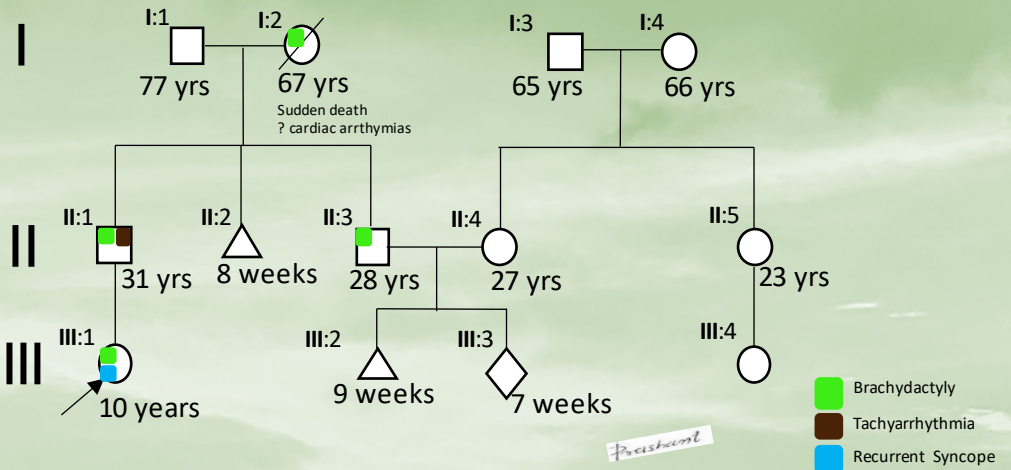 I
I:1
I:2
I:3
I:4
77 yrs
67 yrs
65 yrs
66 yrs
Sudden death
? cardiac arrthymias
II
II:1
II:2
II:3
II:4
II:5
31 yrs
8 weeks
28 yrs
27 yrs
23 yrs
III
III:1
III:2
III:3
III:4
10 years
9 weeks
7 weeks
Brachydactyly
Tachyarrhythmia
Recurrent Syncope
Prashant